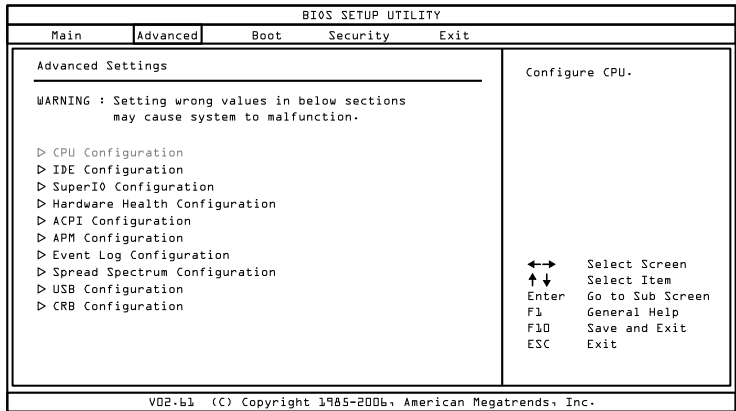 BIOS SETUP UTILITY
Main Advanced Boot Security Exit
Advanced Settings
WARNING : Setting wrong values in below sections
may cause system to malfunction.
▷ CPU Configuration
▷ IDE Configuration
▷ SuperIO Configuration
▷ Hardware Health Configuration
▷ ACPI Configuration
▷ APM Configuration
▷ Event Log Configuration
▷ Spread Spectrum Configuration
▷ USB Configuration
▷ CRB Configuration
Configure CPU.
←→ Select Screen
↑↓ Select Item
Enter Go to Sub Screen
F1 General Help
F10 Save and Exit
ESC Exit
V02.61 (C) Copyright 1985-2006, American Megatrends, Inc.